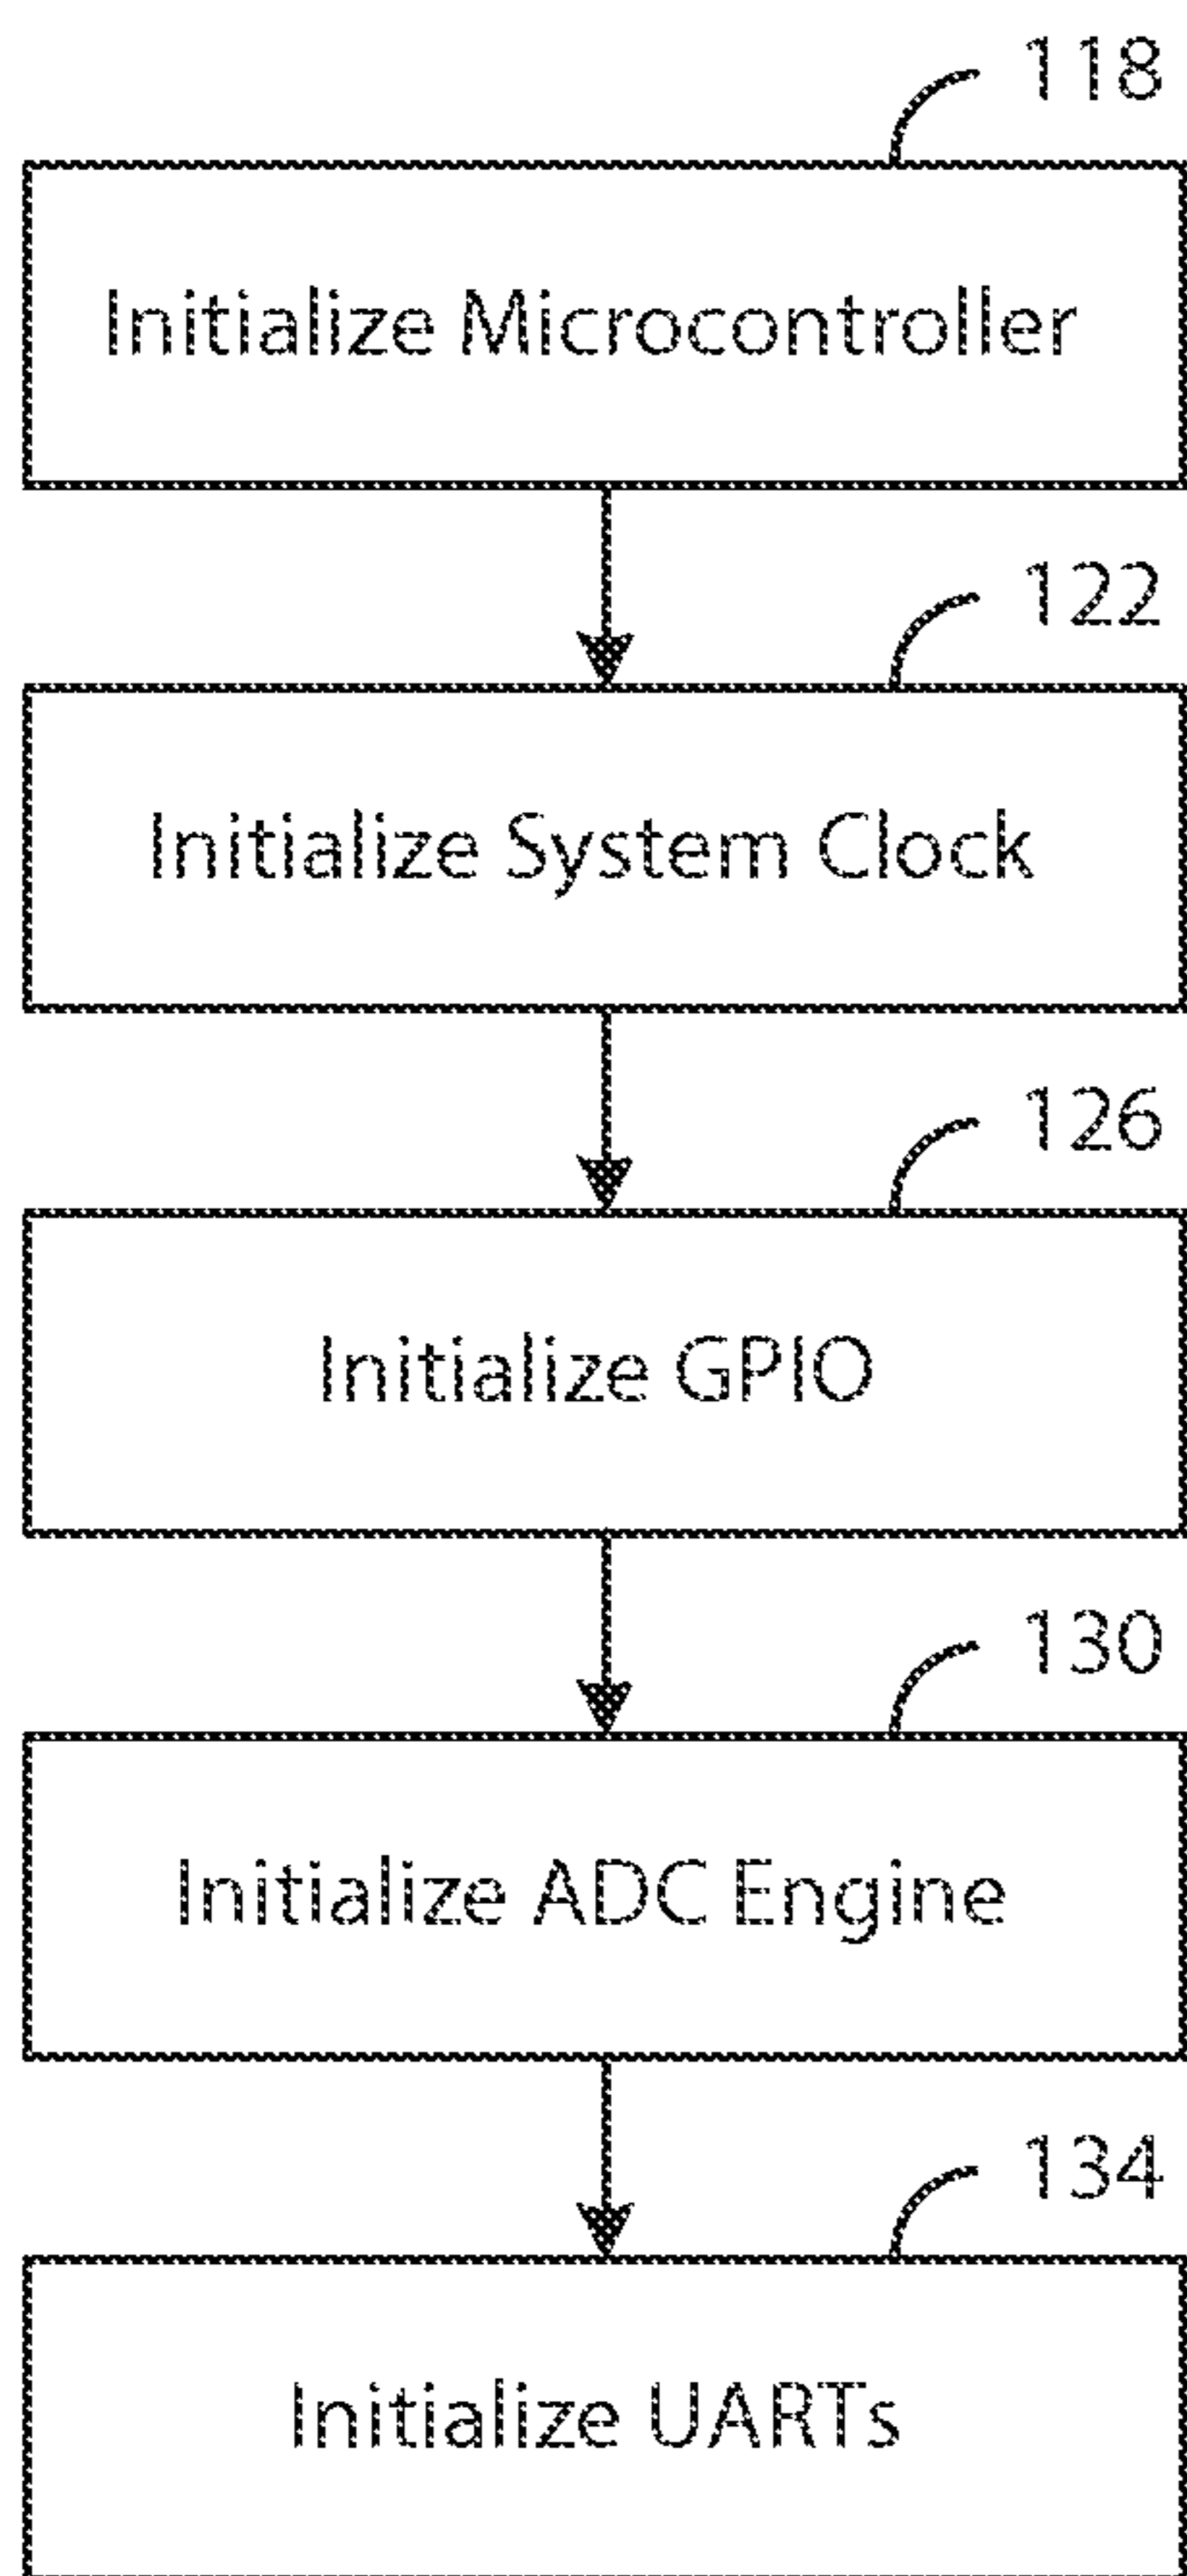 118
Initialize Microcontroller
122
Initialize System Clock
126
Initialize GPIO
130
Initialize ADC Engine
134
Initialize UARTs